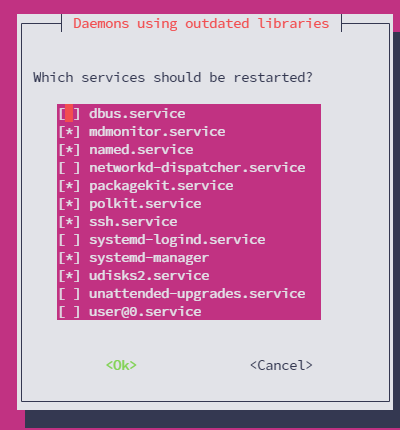 Daemons using outdated libraries
Which services should be restarted?
[ ] dbus.service
[*] mdmonitor.service
[*] named.service
[ ] networkd-dispatcher.service
[*] packagekit.service
[*] polkit.service
[*] ssh.service
[ ] systemd-logind.service
[*] systemd-manager
[*] udisks2.service
[ ] unattended-upgrades.service
[ ] user@0.service
<Ok> <Cancel>